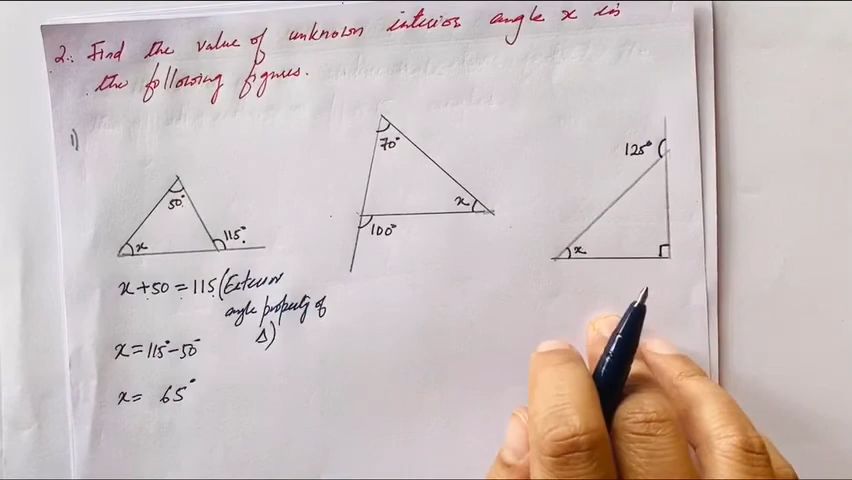 2. Find the value of unknown interior angle x in
the following figures.
1)
50°
x
115°
70°
x
100°
125°
x
x+50 = 115 (Exterior
angle property of
Δ)
x = 115° - 50°
x = 65°